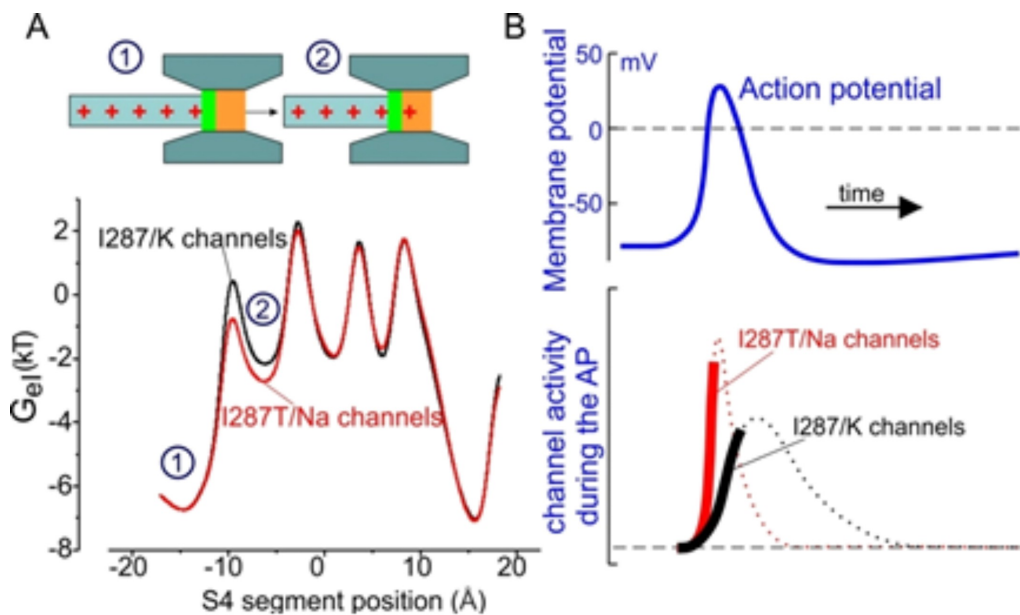 A
1
2
+ + + + +
+ + + + +
I287/K channels
2
I287T/Na channels
1
G el (kT)
2
0
-2
-4
-6
-8
-20
-10
0
10
20
S4 segment position (Å)
B
50
mV
0
-50
Membrane potential
Action potential
time
channel activity
during the AP
I287T/Na channels
I287/K channels